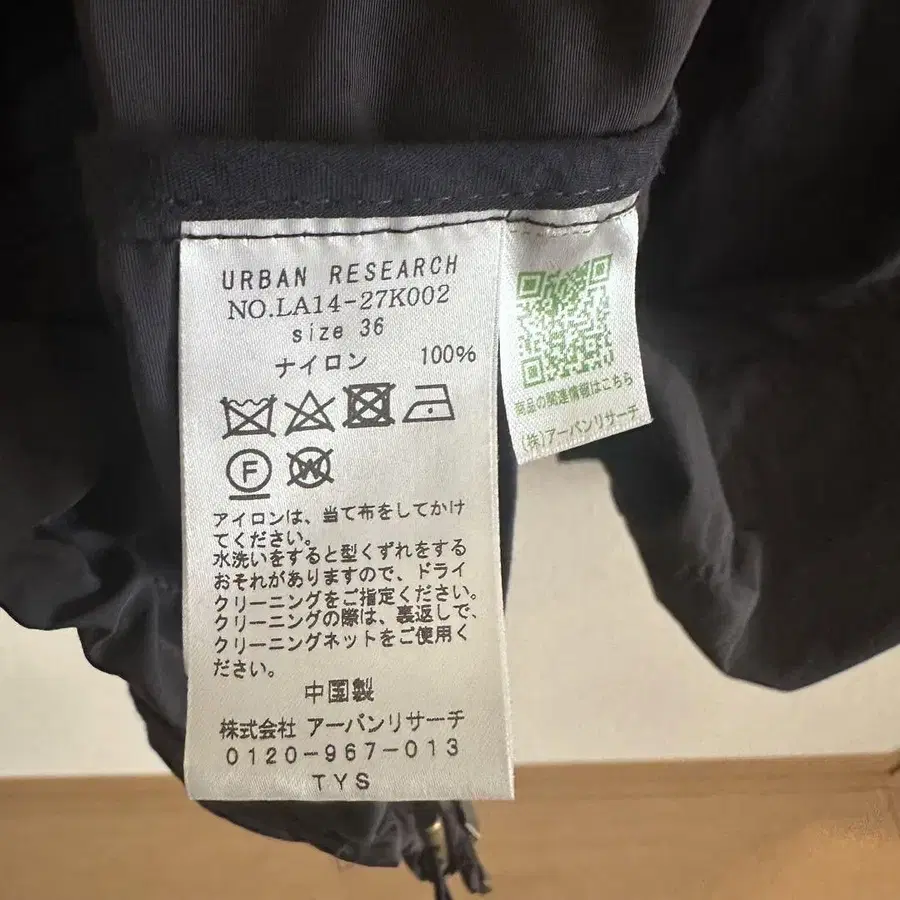 URBAN RESEARCH
NO.LA14-27K002
size 36
ナイロン 100%
F
W
アイロンは、当て布をしてかけ
てください。
水洗いをすると型くずれをする
おそれがありますので、ドライ
クリーニングをご指定ください。
クリーニングの際は、裏返しで、
クリーニングネットをご使用く
ださい。
中国製
株式会社 アーバンリサーチ
0120-967-013
TYS
商品の関連情報はこちら
(株)アーバンリサーチ